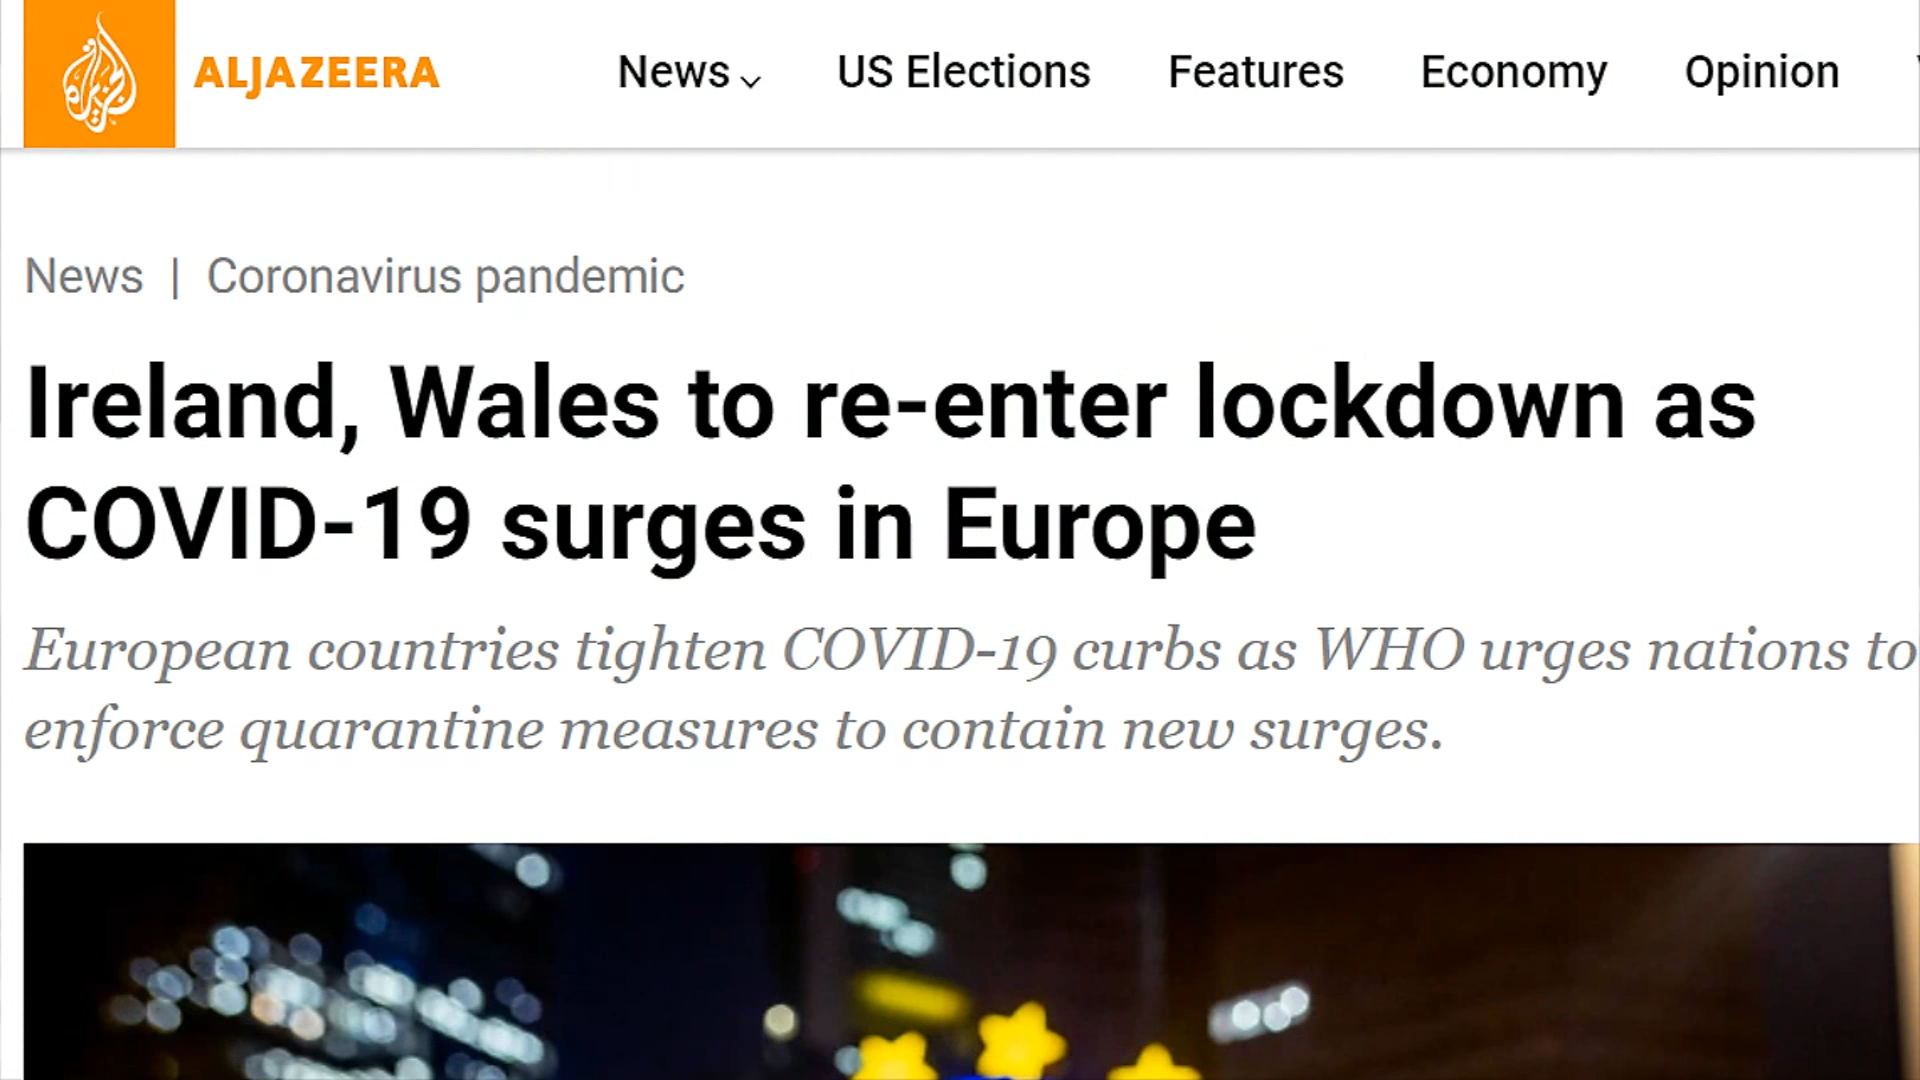 ALJAZEERA
News
US Elections
Features
Economy
Opinion
News | Coronavirus pandemic
Ireland, Wales to re-enter lockdown as
COVID-19 surges in Europe
European countries tighten COVID-19 curbs as WHO urges nations to
enforce quarantine measures to contain new surges.